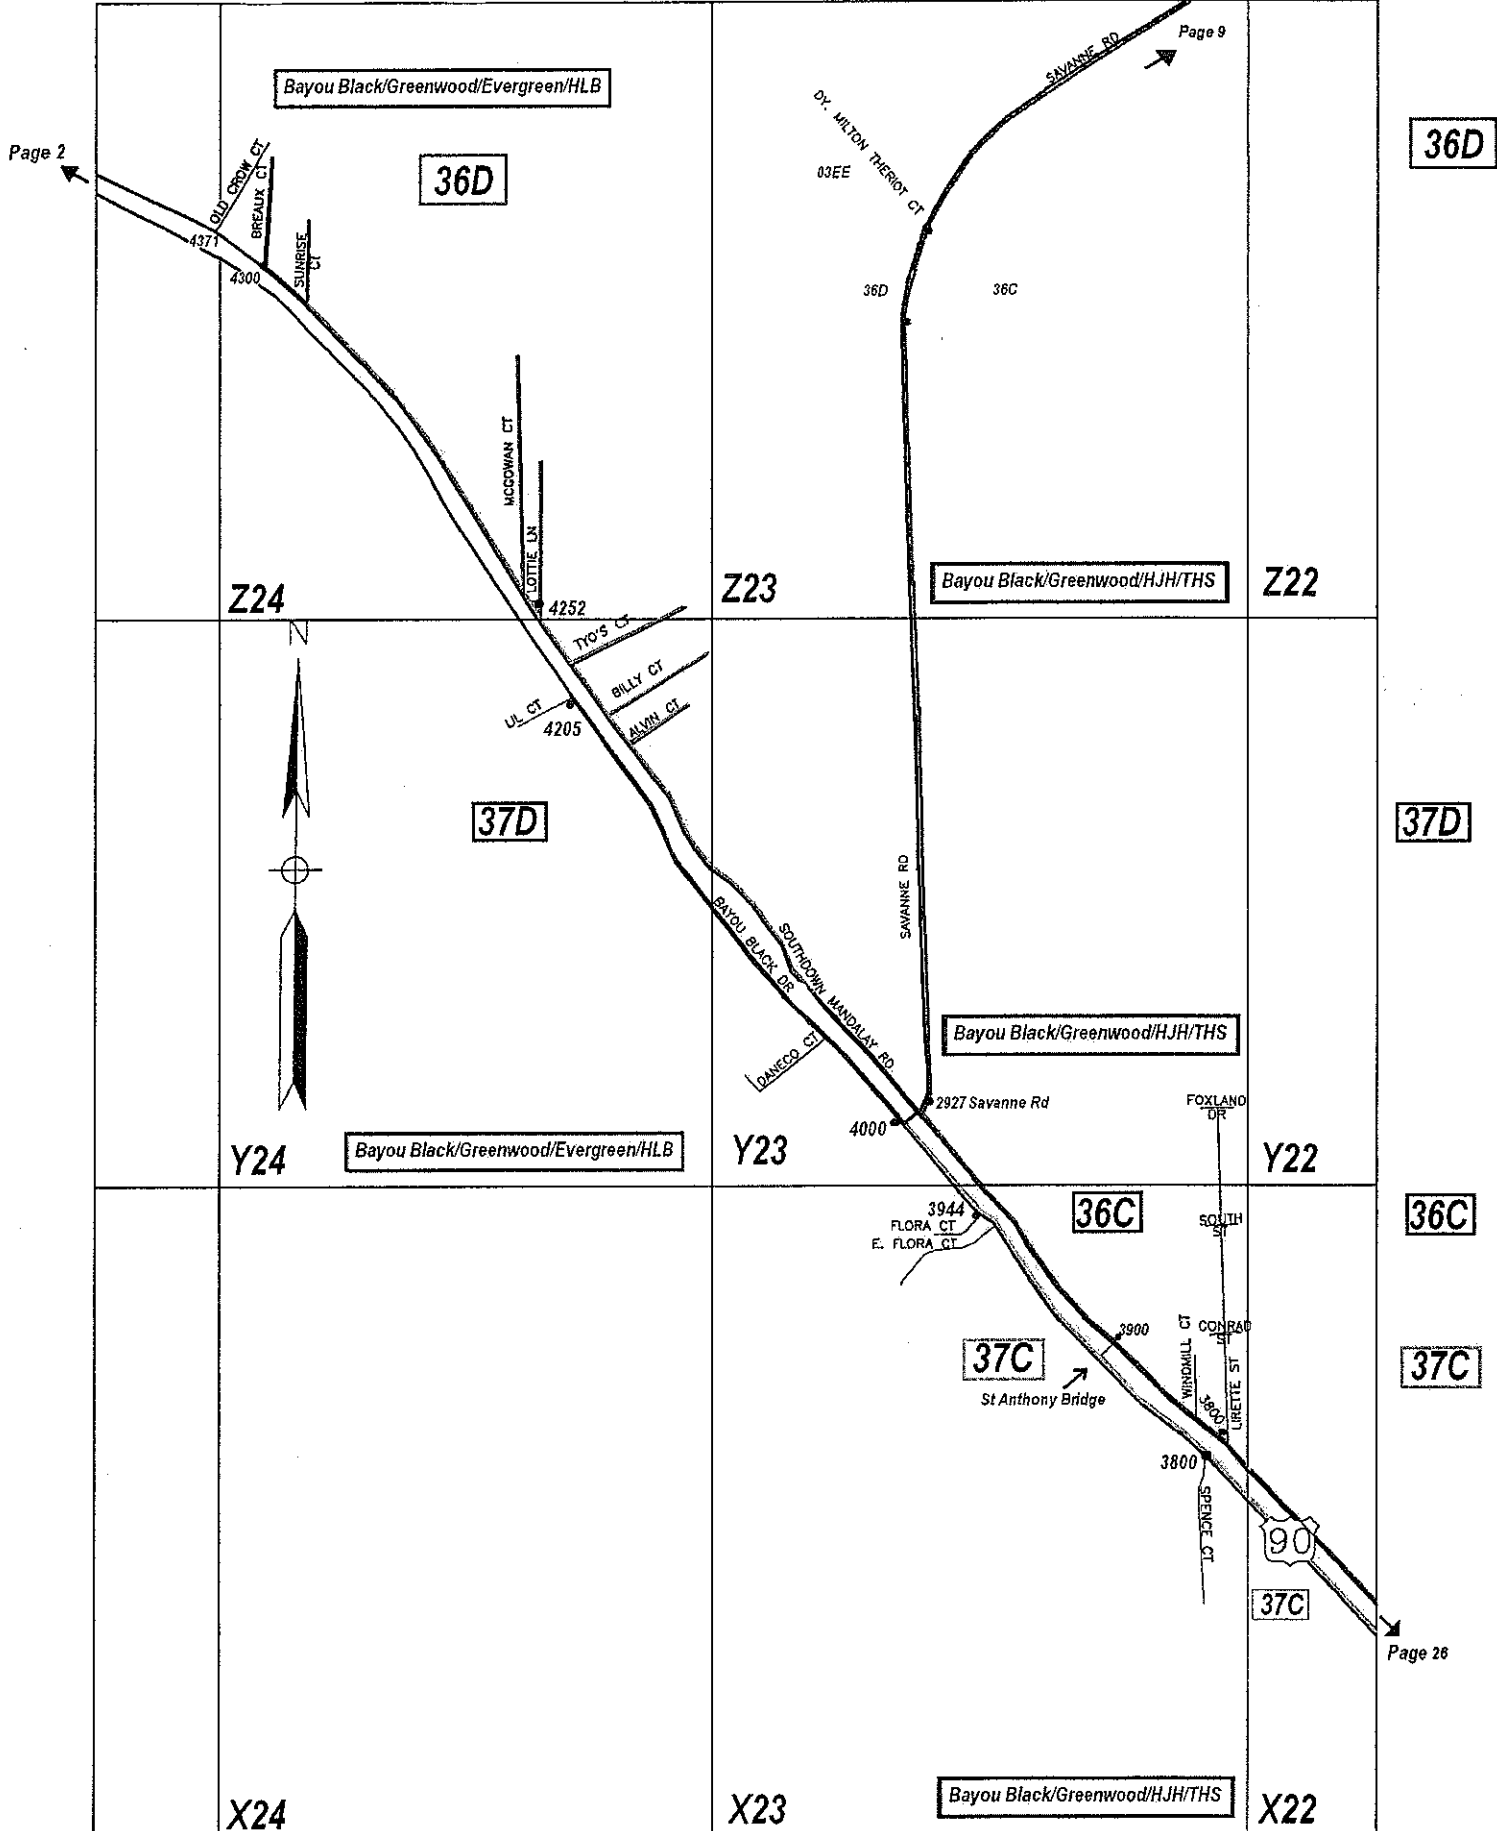 Page 9
SAVANNE RD
Bayou Black/Greenwood/Evergreen/HLB
DY. MILTON THERIOT CT
36D
Page 2
OLD CROW CT
BREAUX CT
36D
03EE
SUNRISE
CT
4371
4300
36D
36C
MCGOWAN CT
LOTTIE LN
Z24
4252
Z23
Bayou Black/Greenwood/HJH/THS
Z22
N
TYO'S CT
BILLY CT
UL CT
4205
ALVIN CT
37D
37D
SAVANNE RD
BAYOU BLACK DR
SOUTHDOWN MANDALAY RD.
Bayou Black/Greenwood/HJH/THS
DANECO CT
2927 Savanne Rd
FOXLAND
DR
4000
Y24
Bayou Black/Greenwood/Evergreen/HLB
Y23
Y22
3944
36C
36C
FLORA CT
E. FLORA CT
SOUTH
ST
3900
WINDMILL CT
CONRAD
ST
37C
37C
St Anthony Bridge
3800
LIRETTE ST
3800
SPENCE CT
90
37C
Page 26
X24
X23
Bayou Black/Greenwood/HJH/THS
X22